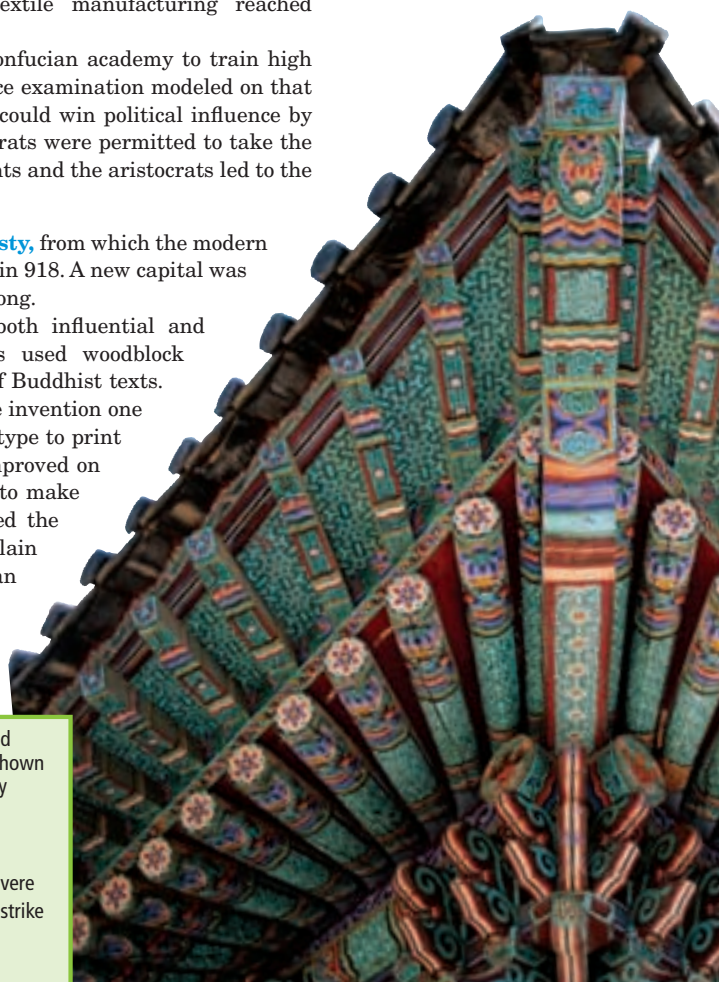 extile manufacturing reached
onfucian academy to train high
ce examination modeled on that
could win political influence by
rats were permitted to take the
nts and the aristocrats led to the
sty, from which the modern
in 918. A new capital was
ong.
both influential and
s used woodblock
f Buddhist texts.
e invention one
type to print
nproved on
to make
ed the
lain
an
d
hown
y
vere
strike